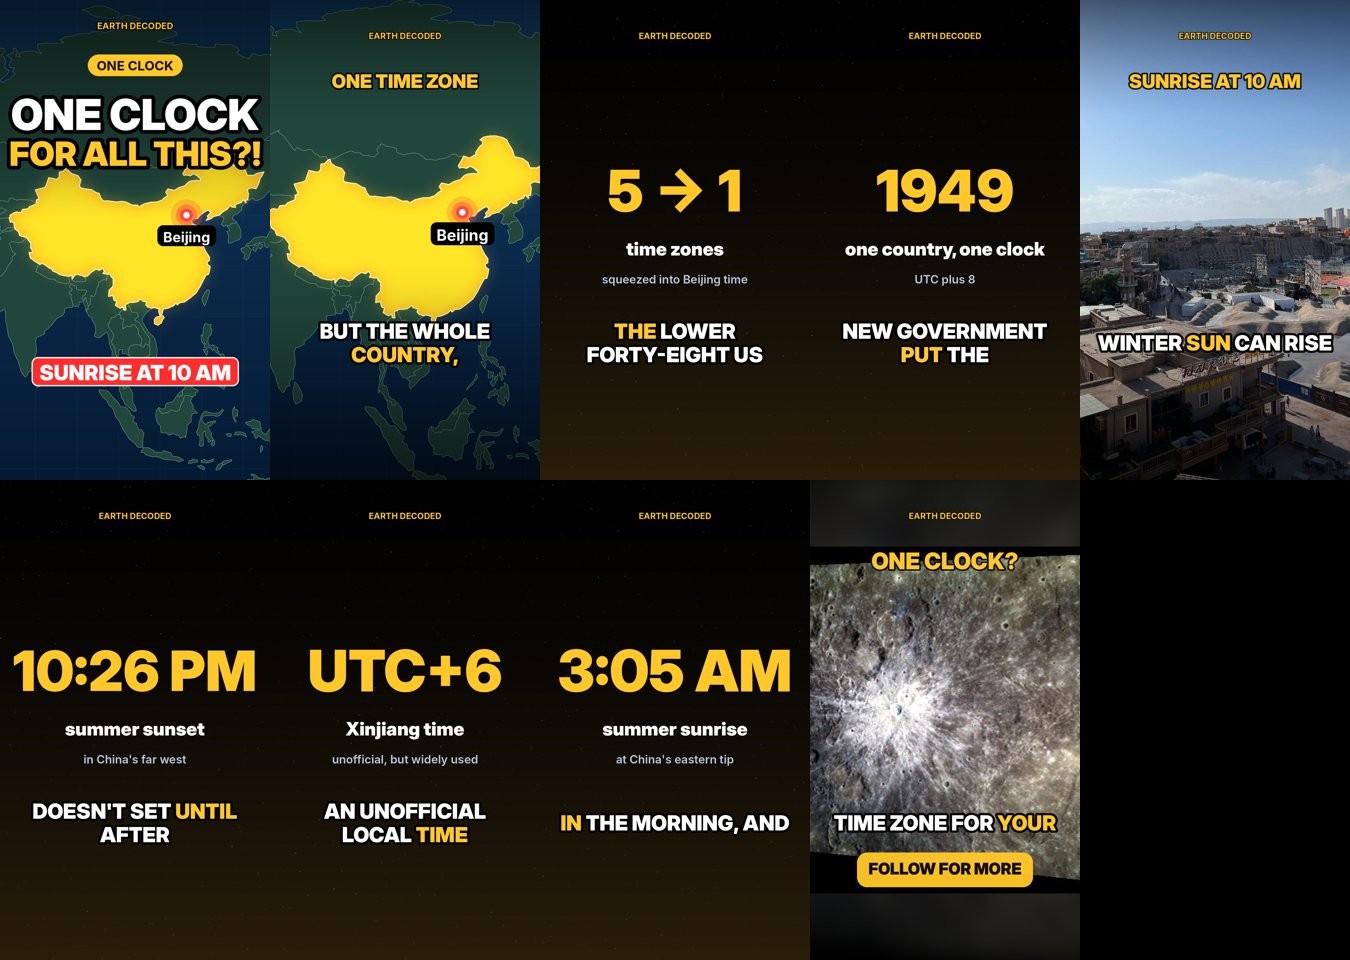 EARTH DECODED
ONE CLOCK
ONE CLOCK
FOR ALL THIS?!
Beijing
SUNRISE AT 10 AM
EARTH DECODED
ONE TIME ZONE
Beijing
BUT THE WHOLE
COUNTRY,
EARTH DECODED
5 → 1
time zones
squeezed into Beijing time
THE LOWER
FORTY-EIGHT US
EARTH DECODED
1949
one country, one clock
UTC plus 8
NEW GOVERNMENT
PUT THE
EARTH DECODED
SUNRISE AT 10 AM
WINTER SUN CAN RISE
EARTH DECODED
10:26 PM
summer sunset
in China's far west
DOESN'T SET UNTIL
AFTER
EARTH DECODED
UTC+6
Xinjiang time
unofficial, but widely used
AN UNOFFICIAL
LOCAL TIME
EARTH DECODED
3:05 AM
summer sunrise
at China's eastern tip
IN THE MORNING, AND
EARTH DECODED
ONE CLOCK?
TIME ZONE FOR YOUR
FOLLOW FOR MORE